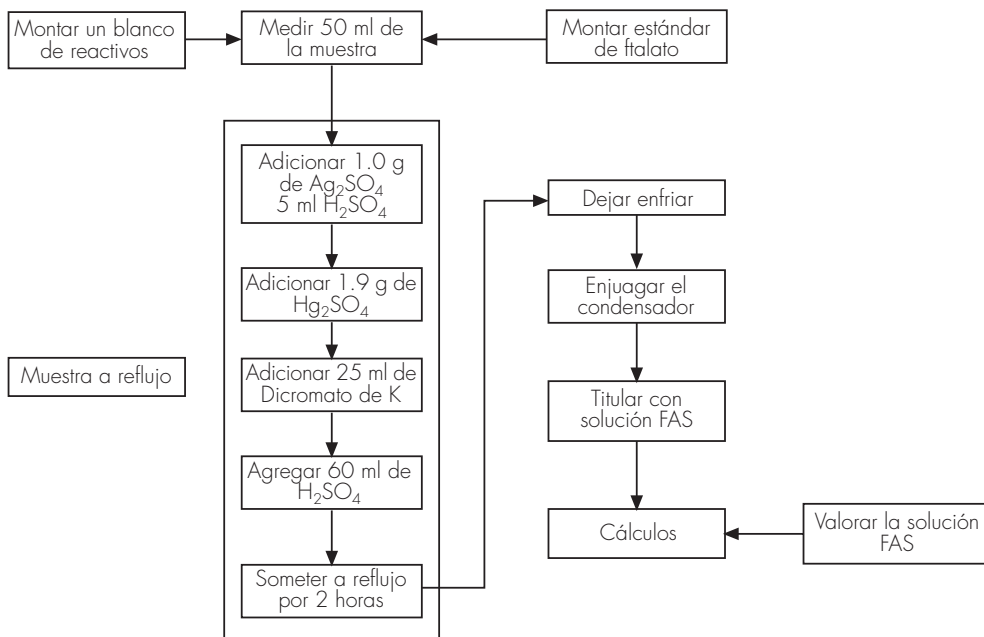 Montar un blanco
de reactivos
Medir 50 ml de
la muestra
Montar estándar
de ftalato
Adicionar 1.0 g
de Ag₂SO₄
5 ml H₂SO₄
Adicionar 1.9 g de
Hg₂SO₄
Muestra a reflujo
Adicionar 25 ml de
Dicromato de K
Agregar 60 ml de
H₂SO₄
Someter a reflujo
por 2 horas
Dejar enfriar
Enjuagar el
condensador
Titular con
solución FAS
Cálculos
Valorar la solución
FAS